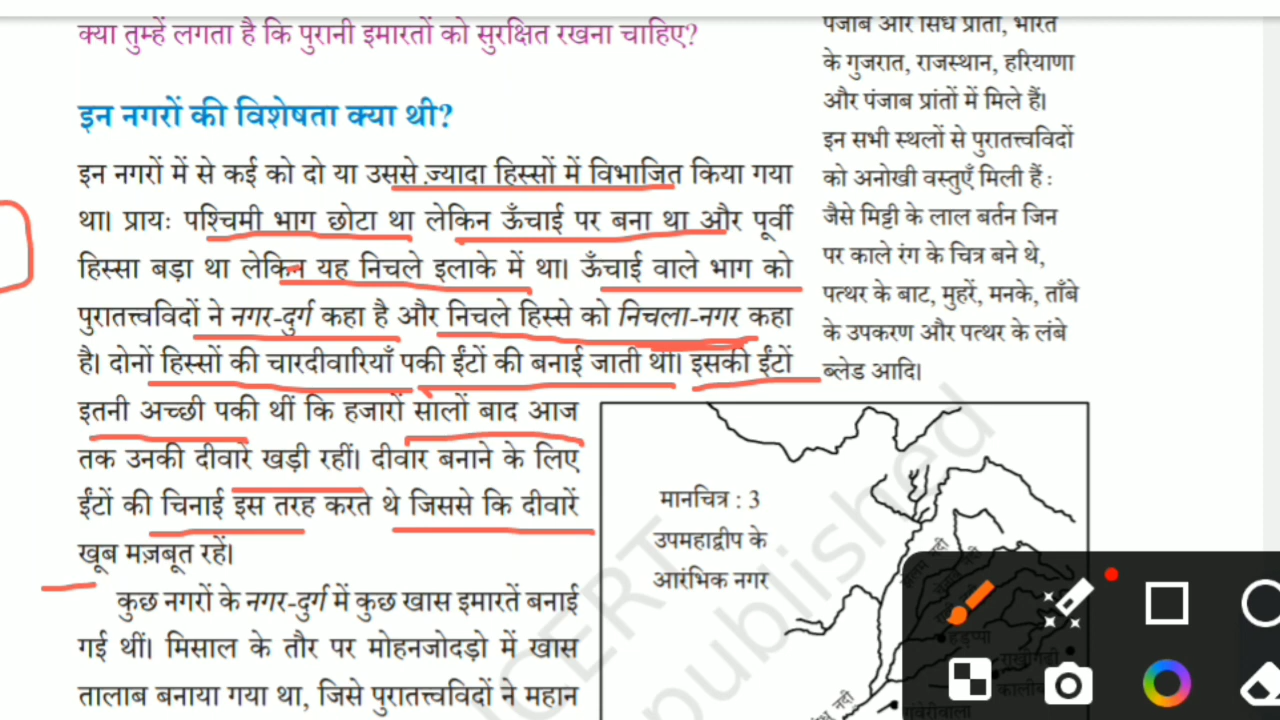 क्या तुम्हें लगता है कि पुरानी इमारतों को सुरक्षित रखना चाहिए?
इन नगरों की विशेषता क्या थी?
इन नगरों में से कई को दो या उससे ज़्यादा हिस्सों में विभाजित किया गया
था। प्रायः पश्चिमी भाग छोटा था लेकिन ऊँचाई पर बना था और पूर्वी
हिस्सा बड़ा था लेकिन यह निचले इलाके में था। ऊँचाई वाले भाग को
पुरातत्त्वविदों ने नगर-दुर्ग कहा है और निचले हिस्से को निचला-नगर कहा
है। दोनों हिस्सों की चारदीवारियाँ पकी ईंटों की बनाई जाती थीं। इसकी ईंटों
इतनी अच्छी पकी थीं कि हजारों सालों बाद आज
तक उनकी दीवारें खड़ी रहीं। दीवार बनाने के लिए
ईंटों की चिनाई इस तरह करते थे जिससे कि दीवारें
खूब मज़बूत रहें।
कुछ नगरों के नगर-दुर्ग में कुछ खास इमारतें बनाई
गई थीं। मिसाल के तौर पर मोहनजोदड़ो में खास
तालाब बनाया गया था, जिसे पुरातत्त्वविदों ने महान
पंजाब और सिंध प्रांतों, भारत
के गुजरात, राजस्थान, हरियाणा
और पंजाब प्रांतों में मिले हैं।
इन सभी स्थलों से पुरातत्त्वविदों
को अनोखी वस्तुएँ मिली हैं :
जैसे मिट्टी के लाल बर्तन जिन
पर काले रंग के चित्र बने थे,
पत्थर के बाट, मुहरें, मनके, ताँबे
के उपकरण और पत्थर के लंबे
ब्लेड आदि।
मानचित्र : 3
उपमहाद्वीप के
आरंभिक नगर
हड़प्पा
राखीगढ़ी
गंवेरीवाला
published